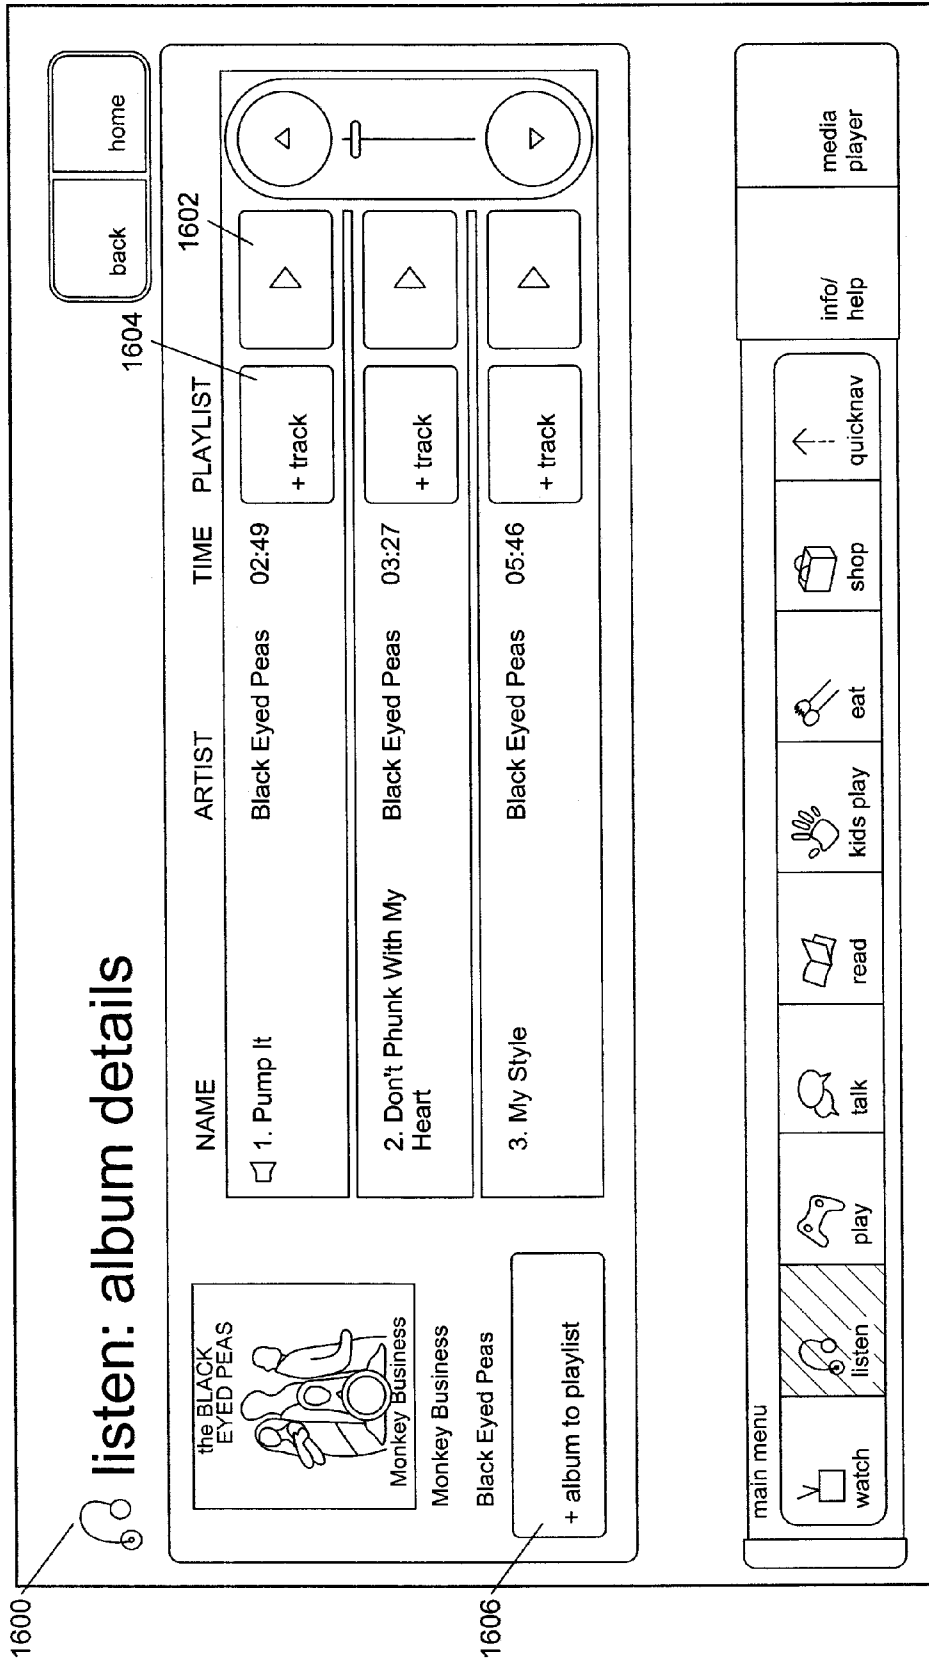 1600
listen: album details
back
home
1604
1602
NAME
ARTIST
TIME
PLAYLIST
the BLACK
EYED PEAS
Monkey Business
Monkey Business
Black Eyed Peas
1606
+ album to playlist
1. Pump It
Black Eyed Peas
02:49
+ track
2. Don't Phunk With My
Heart
Black Eyed Peas
03:27
+ track
3. My Style
Black Eyed Peas
05:46
+ track
main menu
watch
listen
play
talk
read
kids play
eat
shop
quicknav
info/
help
media
player